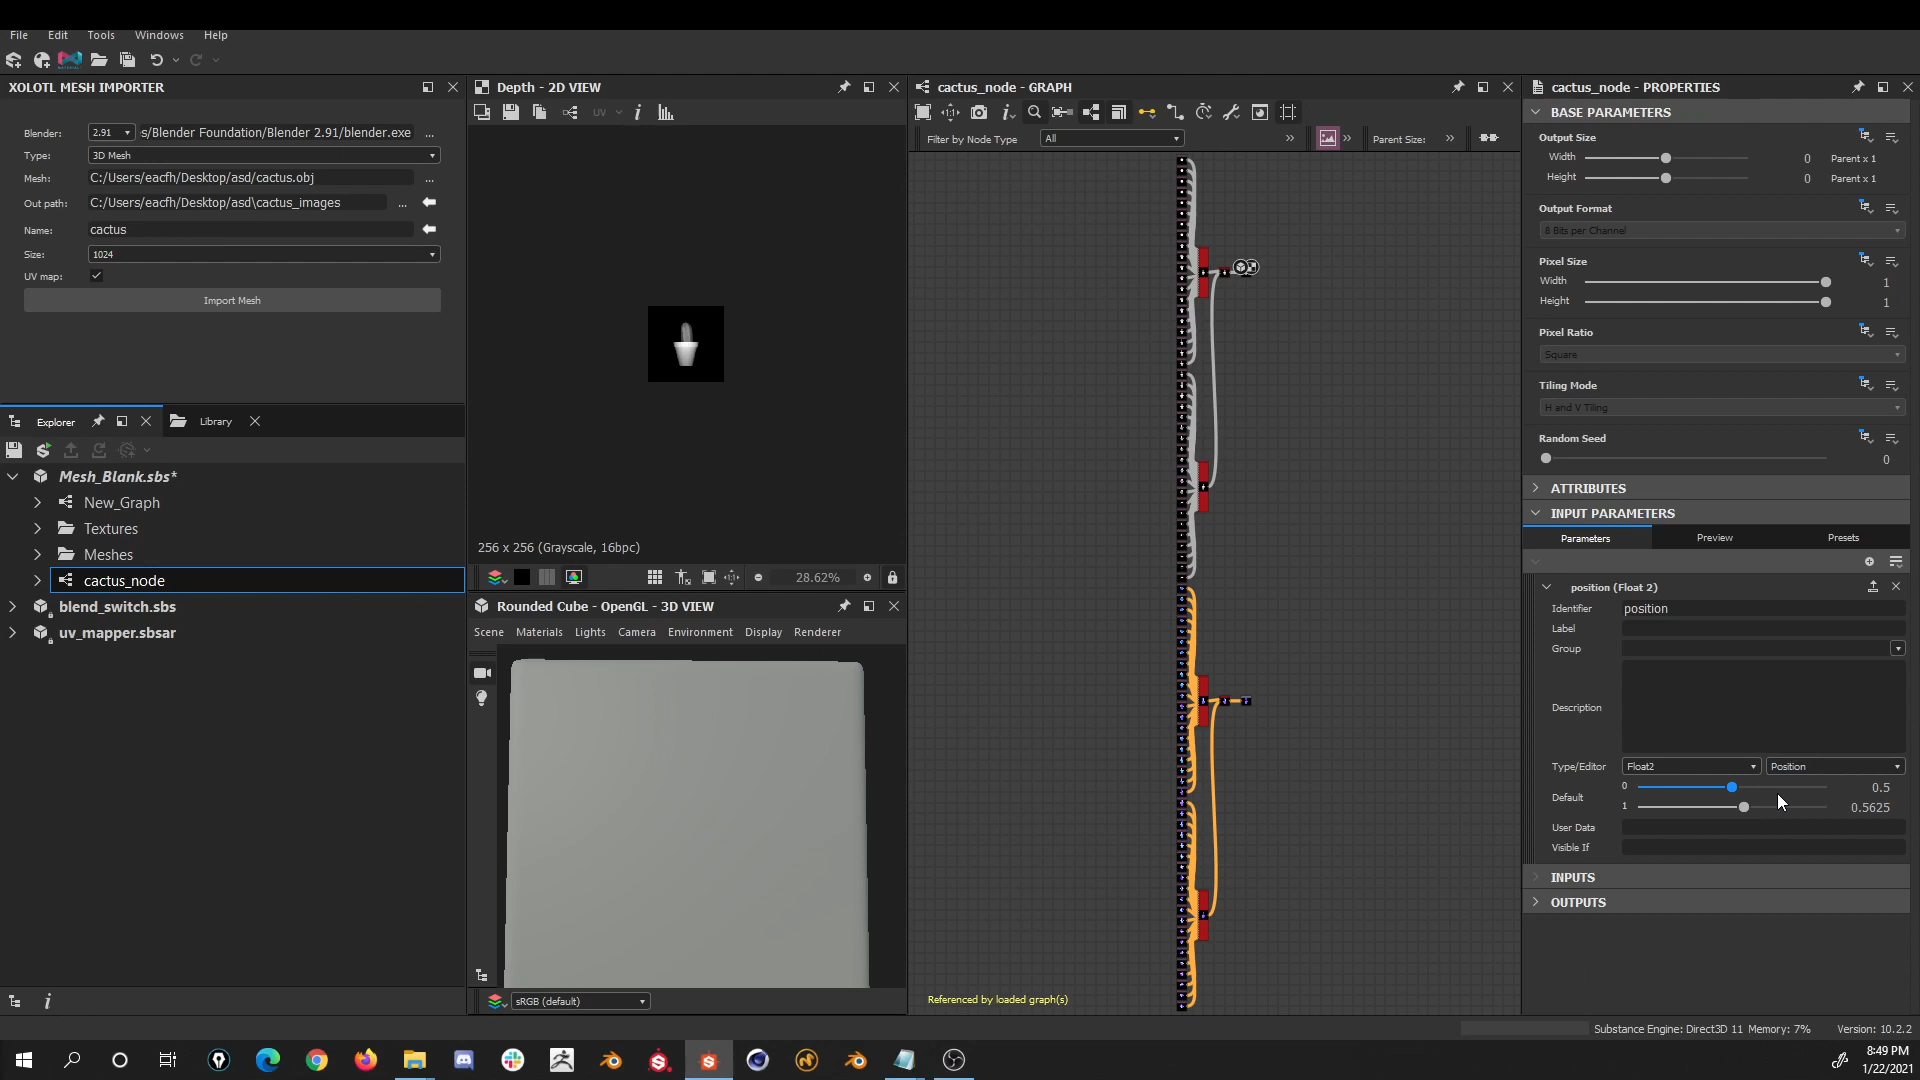 File Edit Tools Windows Help
XOLOTL MESH IMPORTER
Blender: 2.91 s/Blender Foundation/Blender 2.91/blender.exe ...
Type: 3D Mesh
Mesh: C:/Users/eacfh/Desktop/asd/cactus.obj ...
Out path: C:/Users/eacfh/Desktop/asd\cactus_images ...
Name: cactus
Size: 1024
UV map:
Import Mesh
Explorer Library
Mesh_Blank.sbs*
New_Graph
Textures
Meshes
cactus_node
blend_switch.sbs
uv_mapper.sbsar
Depth - 2D VIEW
UV
256 x 256 (Grayscale, 16bpc)
28.62%
Rounded Cube - OpenGL - 3D VIEW
Scene Materials Lights Camera Environment Display Renderer
sRGB (default)
cactus_node - GRAPH
Filter by Node Type All Parent Size:
Referenced by loaded graph(s)
cactus_node - PROPERTIES
BASE PARAMETERS
Output Size
Width 0 Parent x 1
Height 0 Parent x 1
Output Format
8 Bits per Channel
Pixel Size
Width 1
Height 1
Pixel Ratio
Square
Tiling Mode
H and V Tiling
Random Seed
0
ATTRIBUTES
INPUT PARAMETERS
Parameters Preview Presets
position (Float 2)
Identifier position
Label
Group
Description
Type/Editor Float2 Position
Default
0 0.5
1 0.5625
User Data
Visible If
INPUTS
OUTPUTS
Substance Engine: Direct3D 11 Memory: 7% Version: 10.2.2
8:49 PM
1/22/2021